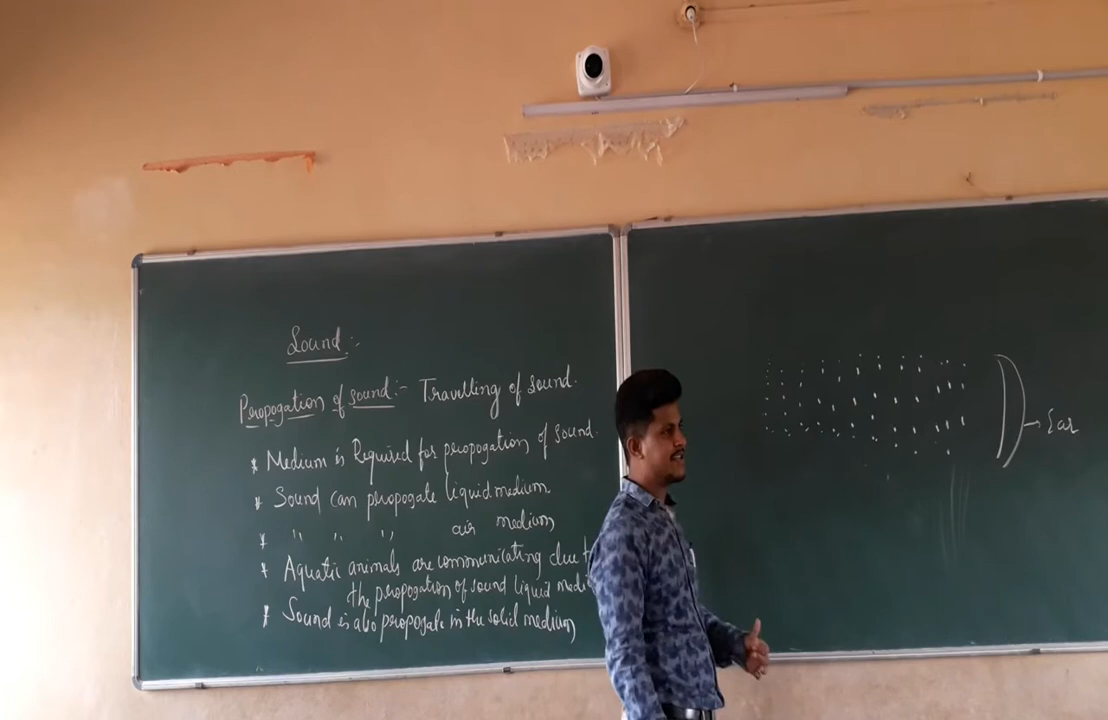 Sound:-
Propogation of sound:- Travelling of sound.
* Medium is Required for propogation of sound.
* Sound can propogate liquid medium
* " " " air medium
* Aquatic animals are communicating due
the propogation of sound liquid
* Sound is also propogate in the solid medium
Ear